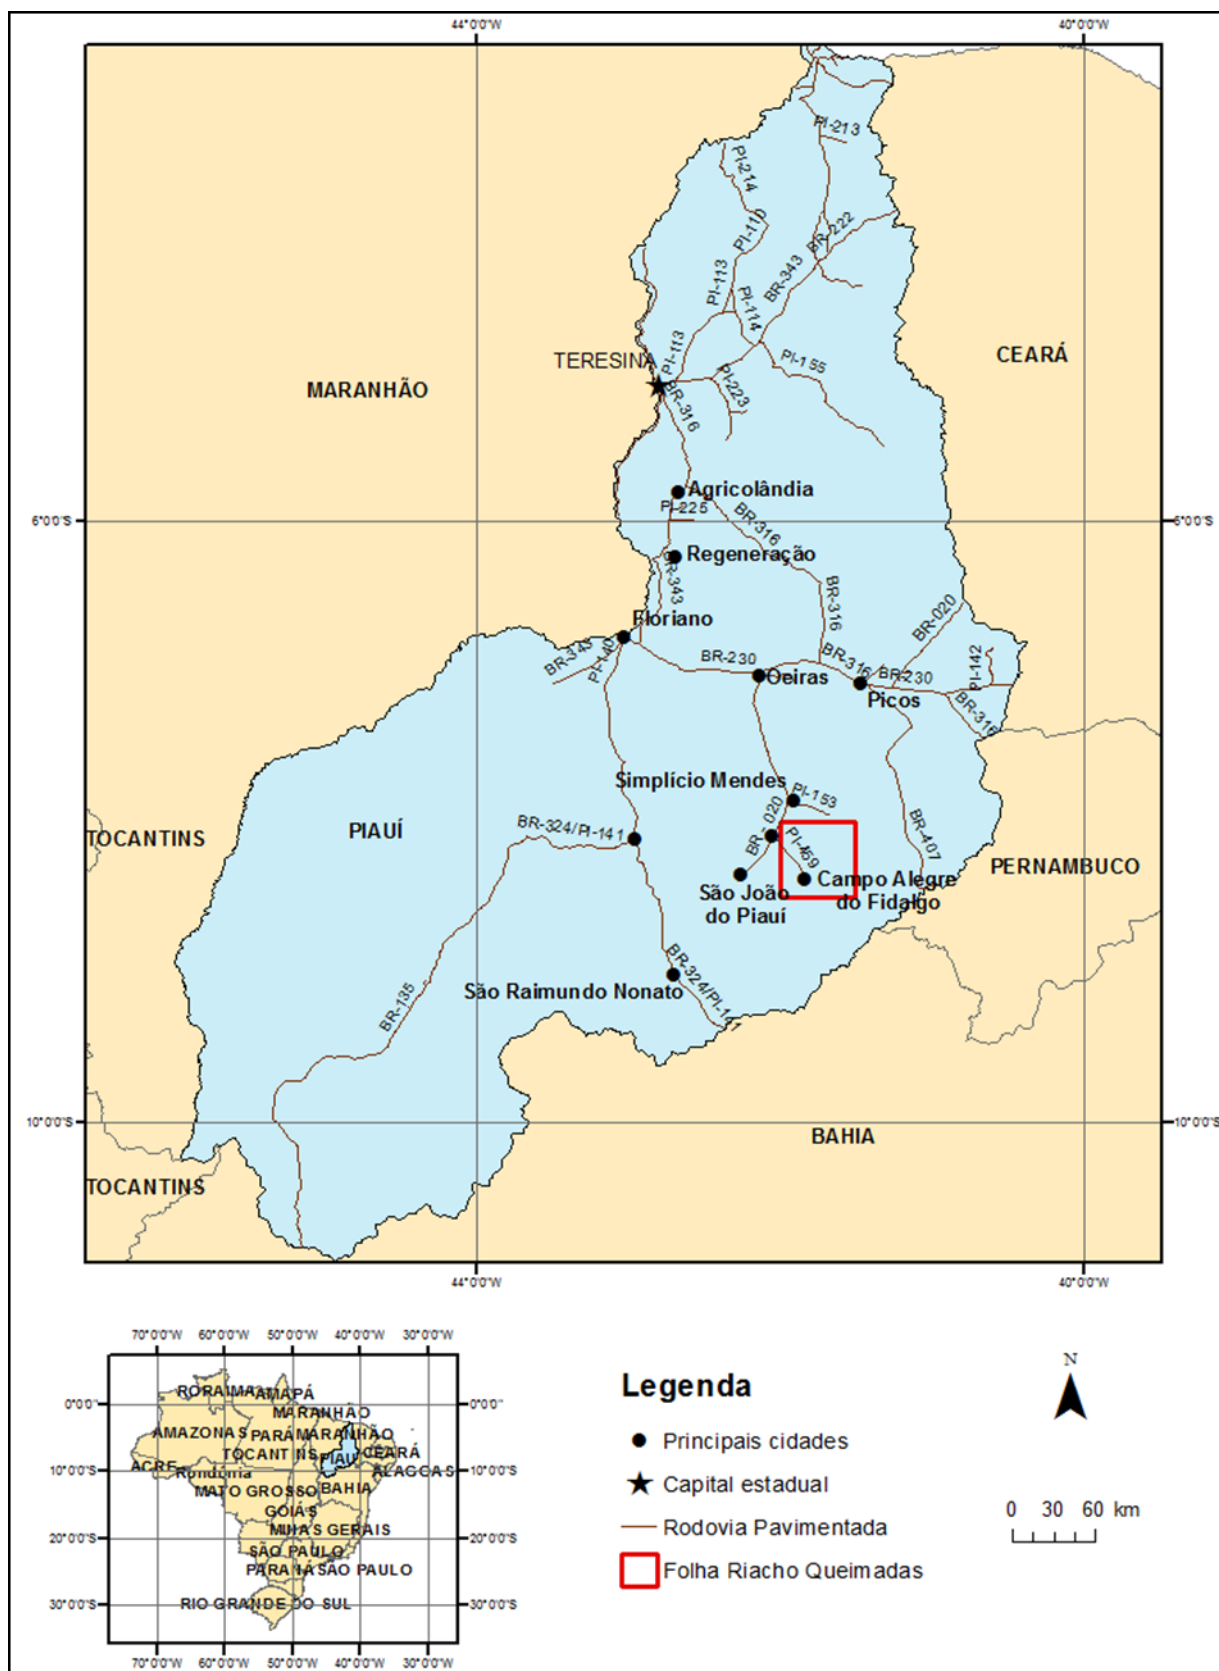 44°0'0"W
40°0'0"W
PI-213
PI-214
PI-110
BR-222
BR-343
PI-113
PI-114
CEARÁ
PI-113
TERESINA
PI-155
MARANHÃO
PI-223
BR-316
Agricolândia
PI-225
BR-316
6°0'0"S
6°0'0"S
Regeneração
BR-343
BR-316
BR-020
Floriano
BR-343
PI-140
BR-230
BR-316
BR-230
PI-142
Oeiras
Picos
BR-316
Simplício Mendes
PI-153
BR-020
PI-459
BR-407
TOCANTINS
PIAUÍ
BR-324/PI-141
PERNAMBUCO
São João
do Piauí
Campo Alegre
do Fidalgo
São Raimundo Nonato
BR-324/PI-141
BR-135
10°0'0"S
10°0'0"S
BAHIA
TOCANTINS
44°0'0"W
40°0'0"W
70°0'0"W 60°0'0"W 50°0'0"W 40°0'0"W 30°0'0"W
0°0'0"
0°0'0"
10°0'0"S
10°0'0"S
20°0'0"S
20°0'0"S
30°0'0"S
30°0'0"S
RORAIMA
AMAPÁ
MARANHÃO
AMAZONAS
PARÁ
MARANHÃO
TOCANTINS
PIAUÍ
CEARÁ
ACRE
Rondônia
ALAGOAS
MATO GROSSO
BAHIA
GOIÁS
MINAS GERAIS
SÃO PAULO
PARANÁ
SÃO PAULO
RIO GRANDE DO SUL
70°0'0"W 60°0'0"W 50°0'0"W 40°0'0"W 30°0'0"W
Legenda
Principais cidades
Capital estadual
Rodovia Pavimentada
Folha Riacho Queimadas
N
0 30 60 km